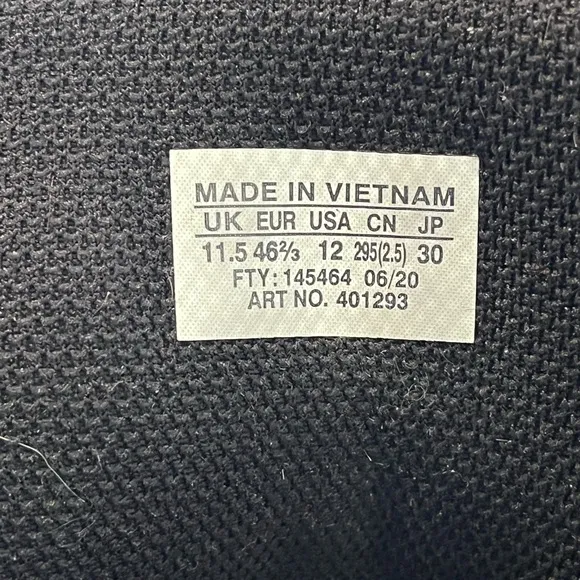 MADE IN VIETNAM
UK EUR USA CN JP
11.5 46⅔ 12 295(2.5) 30
FTY: 145464 06/20
ART NO. 401293